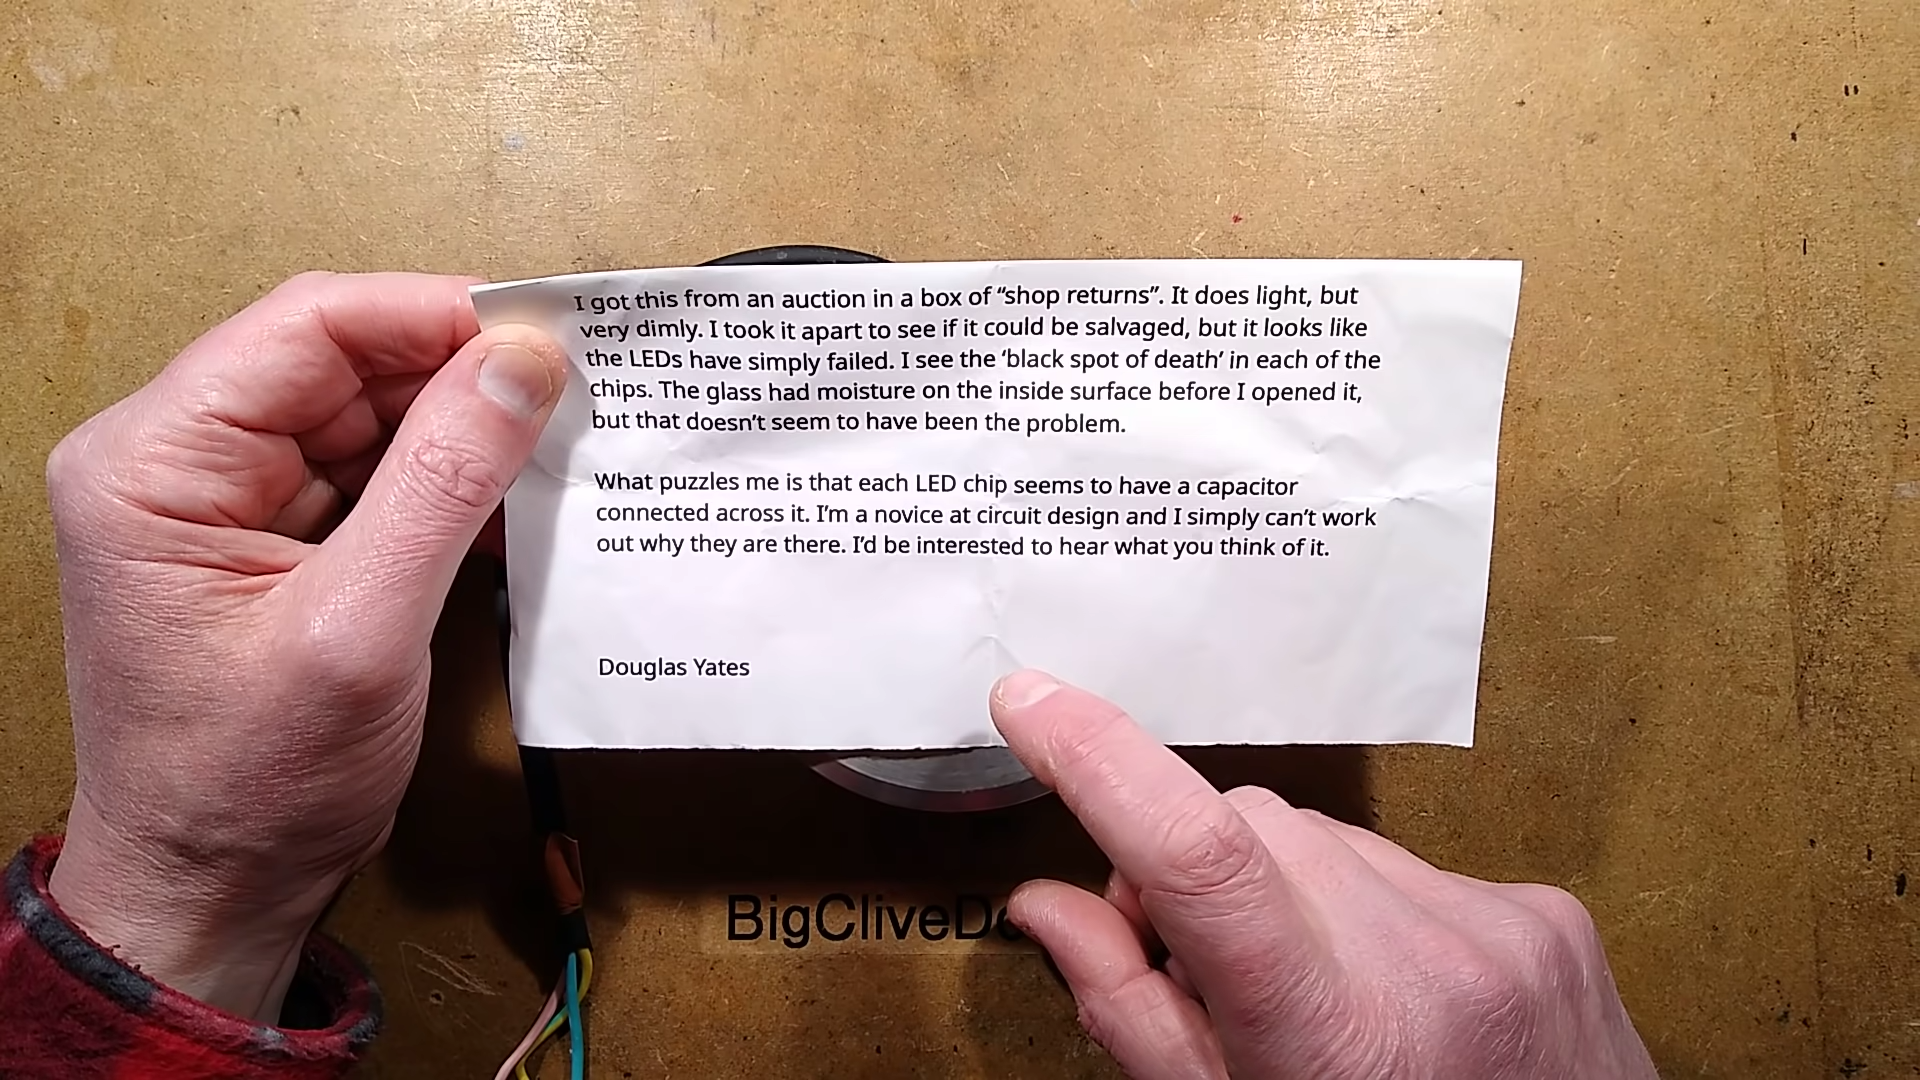 I got this from an auction in a box of “shop returns”. It does light, but
very dimly. I took it apart to see if it could be salvaged, but it looks like
the LEDs have simply failed. I see the ‘black spot of death’ in each of the
chips. The glass had moisture on the inside surface before I opened it,
but that doesn’t seem to have been the problem.
What puzzles me is that each LED chip seems to have a capacitor
connected across it. I’m a novice at circuit design and I simply can’t work
out why they are there. I’d be interested to hear what you think of it.
Douglas Yates